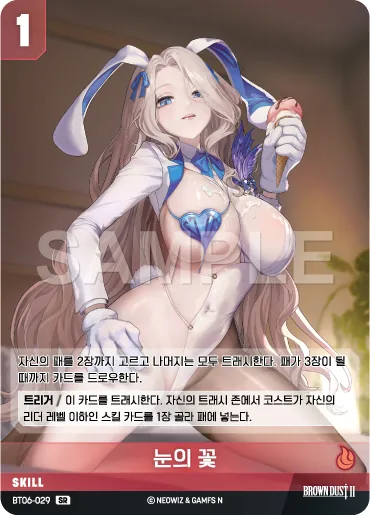 1
SAMPLE
자신의 패를 2장까지 고르고 나머지는 모두 트래시한다. 패가 3장이 될
때까지 카드를 드로우한다.
트리거 / 이 카드를 트래시한다. 자신의 트래시 존에서 코스트가 자신의
리더 레벨 이하인 스킬 카드를 1장 골라 패에 넣는다.
눈의 꽃
SKILL
BT06-029 SR ⓒ NEOWIZ & GAMFS N BROWN DUST II